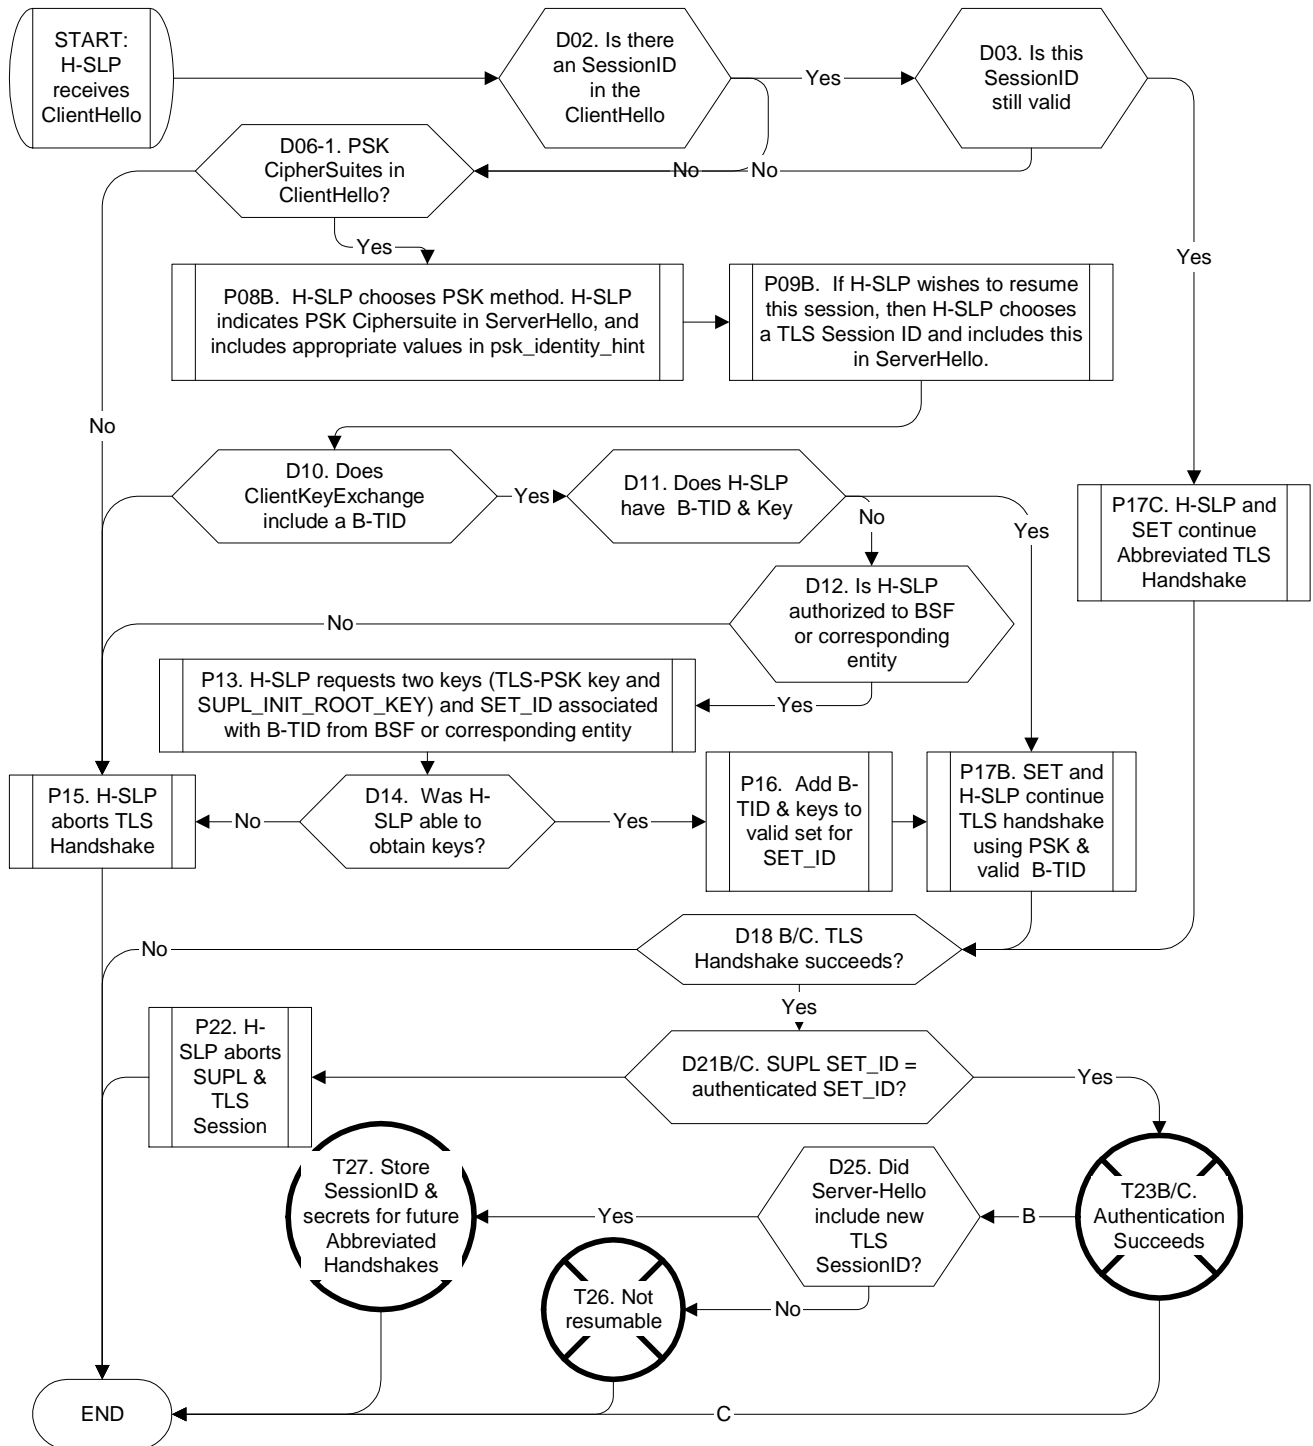 START:
H-SLP
receives
ClientHello
D02. Is there
an SessionID
in the
ClientHello
Yes
D03. Is this
SessionID
still valid
No
No
Yes
D06-1. PSK
CipherSuites in
ClientHello?
Yes
No
P08B.  H-SLP chooses PSK method. H-SLP
indicates PSK Ciphersuite in ServerHello, and
includes appropriate values in psk_identity_hint
P09B.  If H-SLP wishes to resume
this session, then H-SLP chooses
a TLS Session ID and includes this
in ServerHello.
D10. Does
ClientKeyExchange
include a B-TID
Yes
D11. Does H-SLP
have  B-TID & Key
No
Yes
P17C. H-SLP and
SET continue
Abbreviated TLS
Handshake
D12. Is H-SLP
authorized to BSF
or corresponding
entity
No
Yes
P13. H-SLP requests two keys (TLS-PSK key and
SUPL_INIT_ROOT_KEY) and SET_ID associated
with B-TID from BSF or corresponding entity
P15. H-SLP
aborts TLS
Handshake
No
D14.  Was H-
SLP able to
obtain keys?
Yes
P16.  Add B-
TID & keys to
valid set for
SET_ID
P17B. SET and
H-SLP continue
TLS handshake
using PSK &
valid  B-TID
No
D18 B/C. TLS
Handshake succeeds?
Yes
P22. H-
SLP aborts
SUPL &
TLS
Session
D21B/C. SUPL SET_ID =
authenticated SET_ID?
Yes
T27. Store
SessionID &
secrets for future
Abbreviated
Handshakes
Yes
D25. Did
Server-Hello
include new
TLS
SessionID?
B
T23B/C.
Authentication
Succeeds
T26. Not
resumable
No
END
C